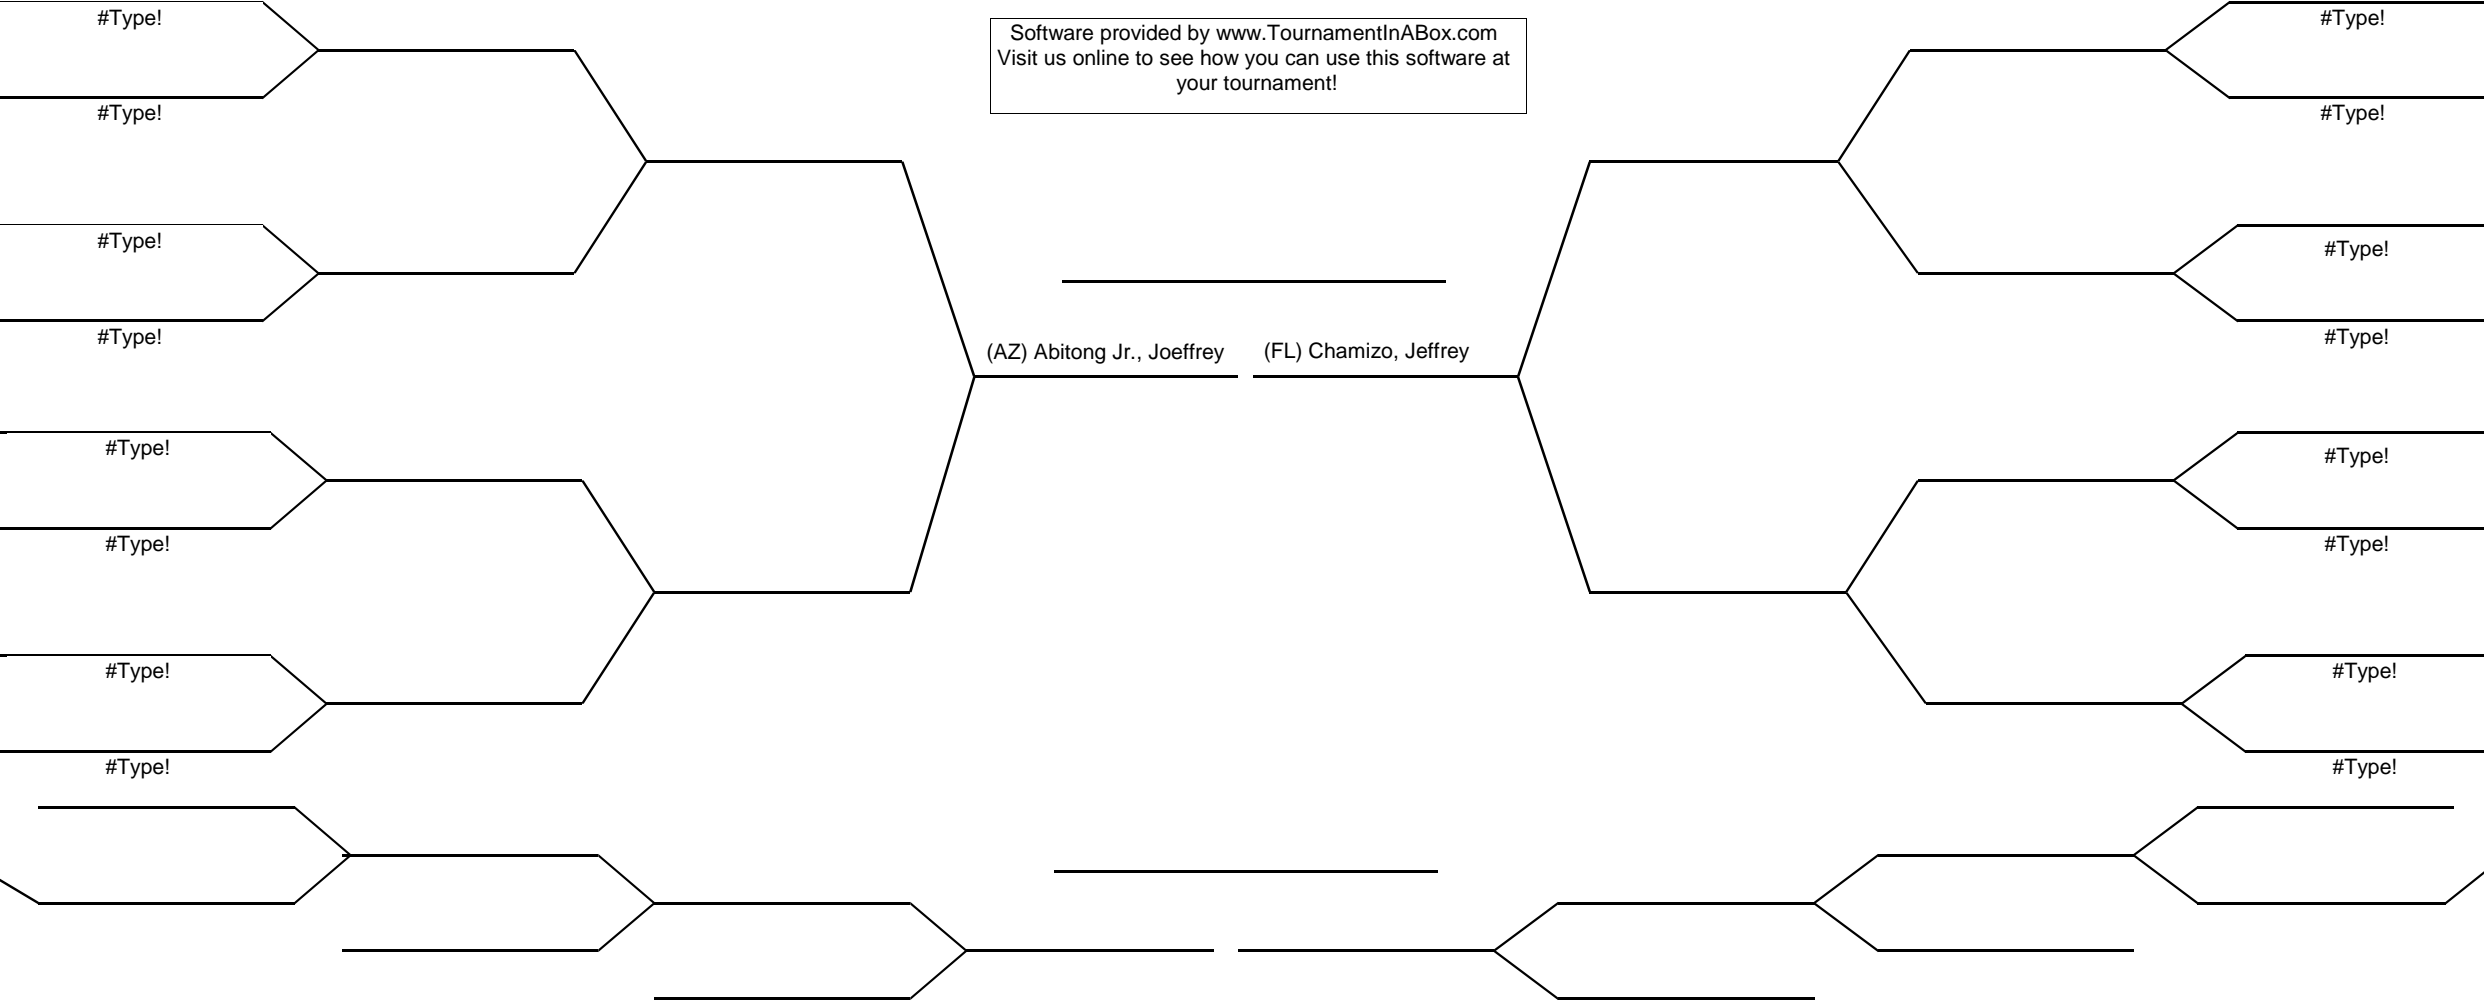 #Type!
Software provided by www.TournamentInABox.com
Visit us online to see how you can use this software at
your tournament!
#Type!
#Type!
#Type!
#Type!
#Type!
#Type!
#Type!
(AZ) Abitong Jr., Joeffrey
(FL) Chamizo, Jeffrey
#Type!
#Type!
#Type!
#Type!
#Type!
#Type!
#Type!
#Type!
#Type!